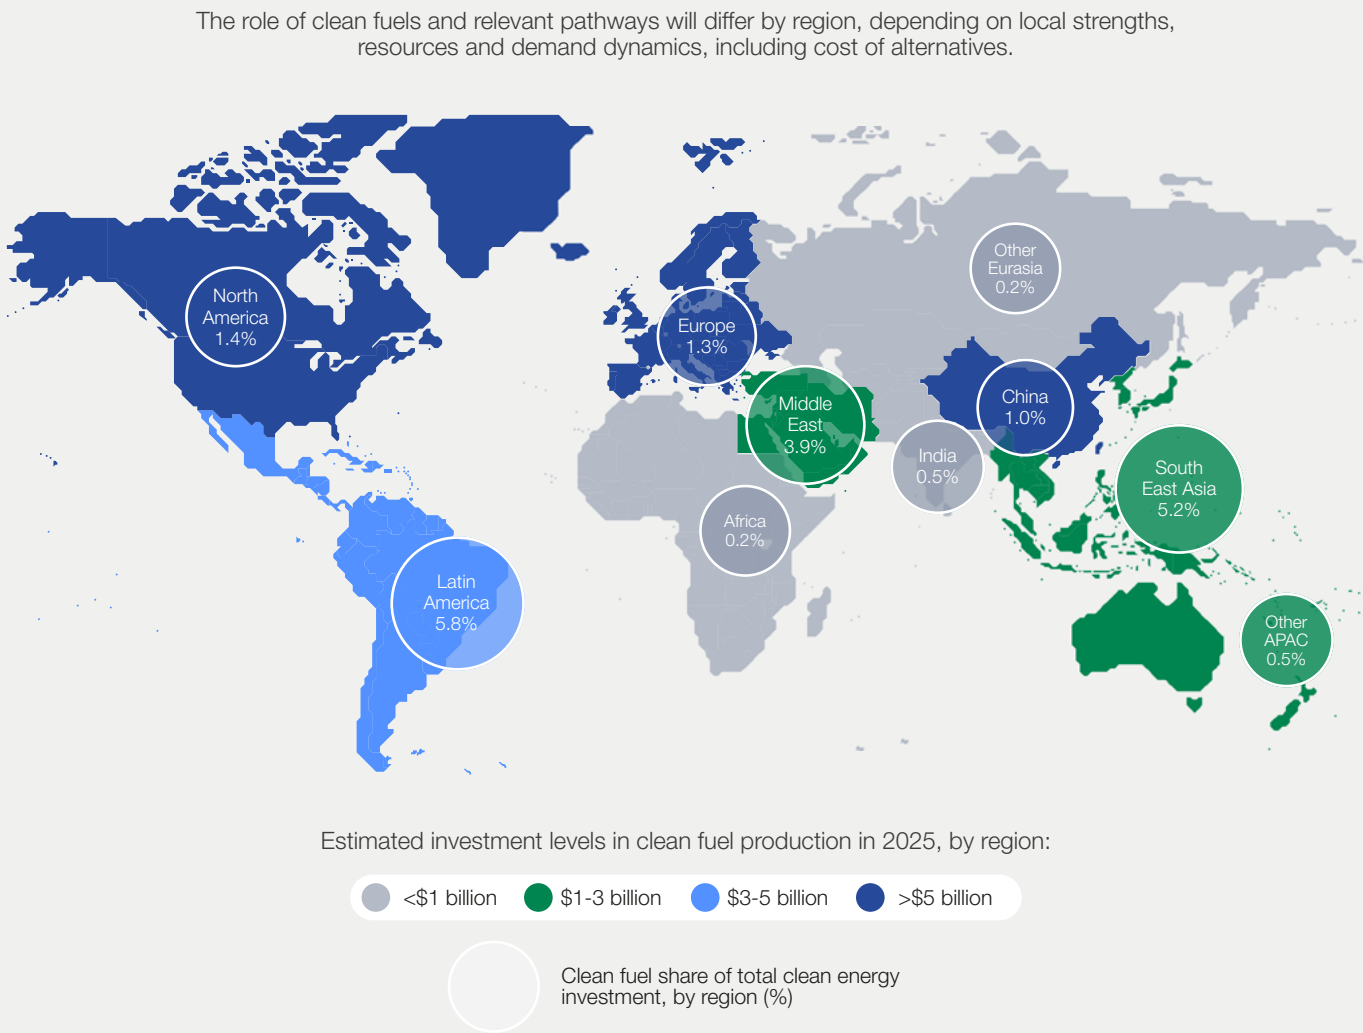 The role of clean fuels and relevant pathways will differ by region, depending on local strengths,
resources and demand dynamics, including cost of alternatives.
North
America
1.4%
Europe
1.3%
Other
Eurasia
0.2%
Middle
East
3.9%
China
1.0%
India
0.5%
South
East Asia
5.2%
Africa
0.2%
Latin
America
5.8%
Other
APAC
0.5%
Estimated investment levels in clean fuel production in 2025, by region:
<$1 billion
$1-3 billion
$3-5 billion
>$5 billion
Clean fuel share of total clean energy
investment, by region (%)